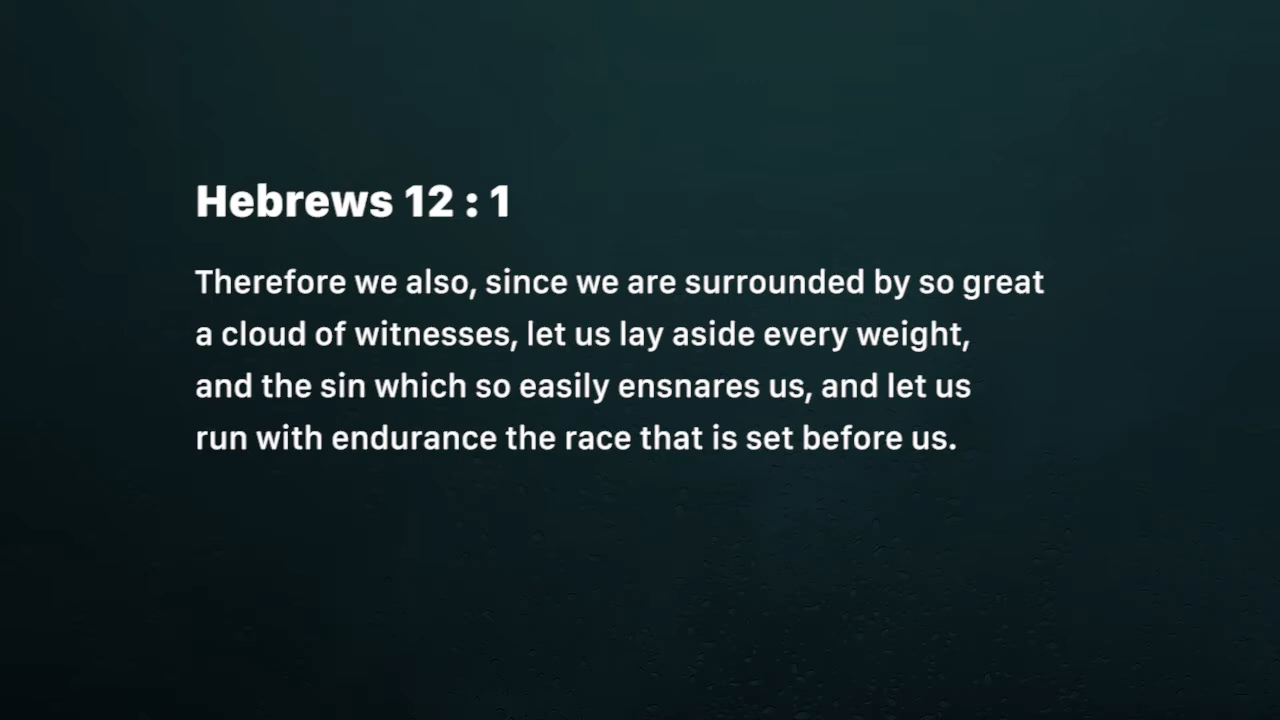 Hebrews 12 : 1
Therefore we also, since we are surrounded by so great
a cloud of witnesses, let us lay aside every weight,
and the sin which so easily ensnares us, and let us
run with endurance the race that is set before us.